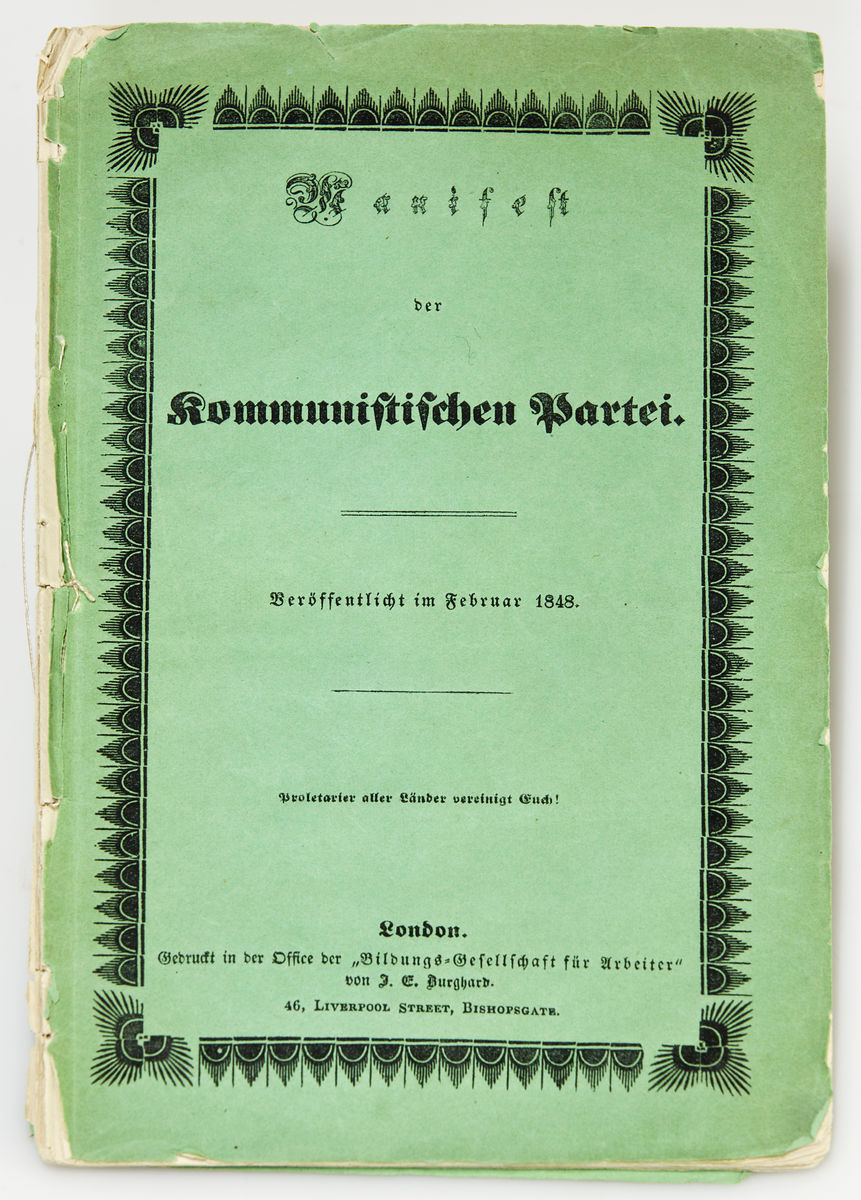 Manifeſt
der
Kommuniſtiſchen Partei.
Veröffentlicht im Februar 1848.
Proletarier aller Länder vereinigt Euch!
London.
Gedruckt in der Office der „Bildungs=Geſellſchaft für Arbeiter“
von J. E. Burghard.
46, LIVERPOOL STREET, BISHOPSGATE.